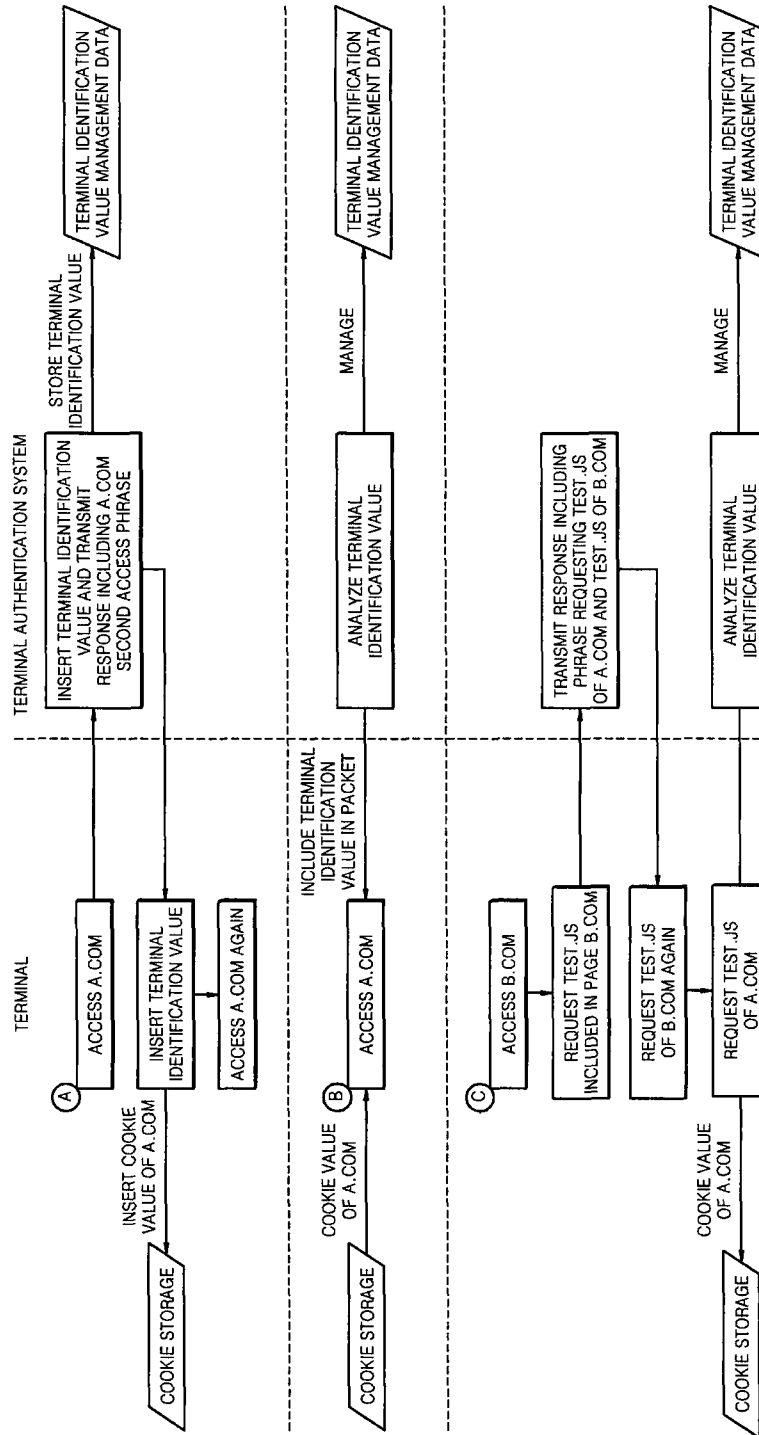 TERMINAL
TERMINAL AUTHENTICATION SYSTEM
A
ACCESS A.COM
INSERT TERMINAL IDENTIFICATION
VALUE AND TRANSMIT
RESPONSE INCLUDING A.COM
SECOND ACCESS PHRASE
STORE TERMINAL
IDENTIFICATION VALUE
TERMINAL IDENTIFICATION
VALUE MANAGEMENT DATA
INSERT COOKIE
VALUE OF A.COM
COOKIE STORAGE
INSERT TERMINAL
IDENTIFICATION VALUE
ACCESS A.COM AGAIN
B
COOKIE STORAGE
COOKIE VALUE
OF A.COM
ACCESS A.COM
INCLUDE TERMINAL
IDENTIFICATION
VALUE IN PACKET
ANALYZE TERMINAL
IDENTIFICATION VALUE
MANAGE
TERMINAL IDENTIFICATION
VALUE MANAGEMENT DATA
C
ACCESS B.COM
REQUEST TEST.JS
INCLUDED IN PAGE B.COM
TRANSMIT RESPONSE INCLUDING
PHRASE REQUESTING TEST.JS
OF A.COM AND TEST.JS OF B.COM
REQUEST TEST.JS
OF B.COM AGAIN
COOKIE STORAGE
COOKIE VALUE
OF A.COM
REQUEST TEST.JS
OF A.COM
ANALYZE TERMINAL
IDENTIFICATION VALUE
MANAGE
TERMINAL IDENTIFICATION
VALUE MANAGEMENT DATA